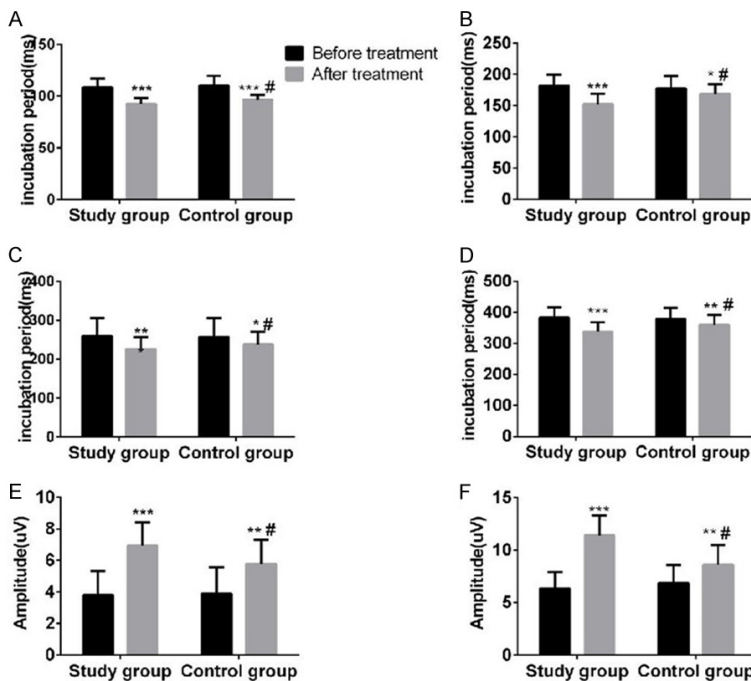 A
incubation period(ms)
150
100
50
0
***
*** #
Study group Control group
Before treatment
After treatment
B
incubation period(ms)
250
200
150
100
50
0
***
* #
Study group Control group
C
incubation period(ms)
400
300
200
100
0
**
* #
Study group Control group
D
incubation period(ms)
500
400
300
200
100
0
***
** #
Study group Control group
E
Amplitude(uV)
10
8
6
4
2
0
***
** #
Study group Control group
F
Amplitude(uV)
15
10
5
0
***
** #
Study group Control group